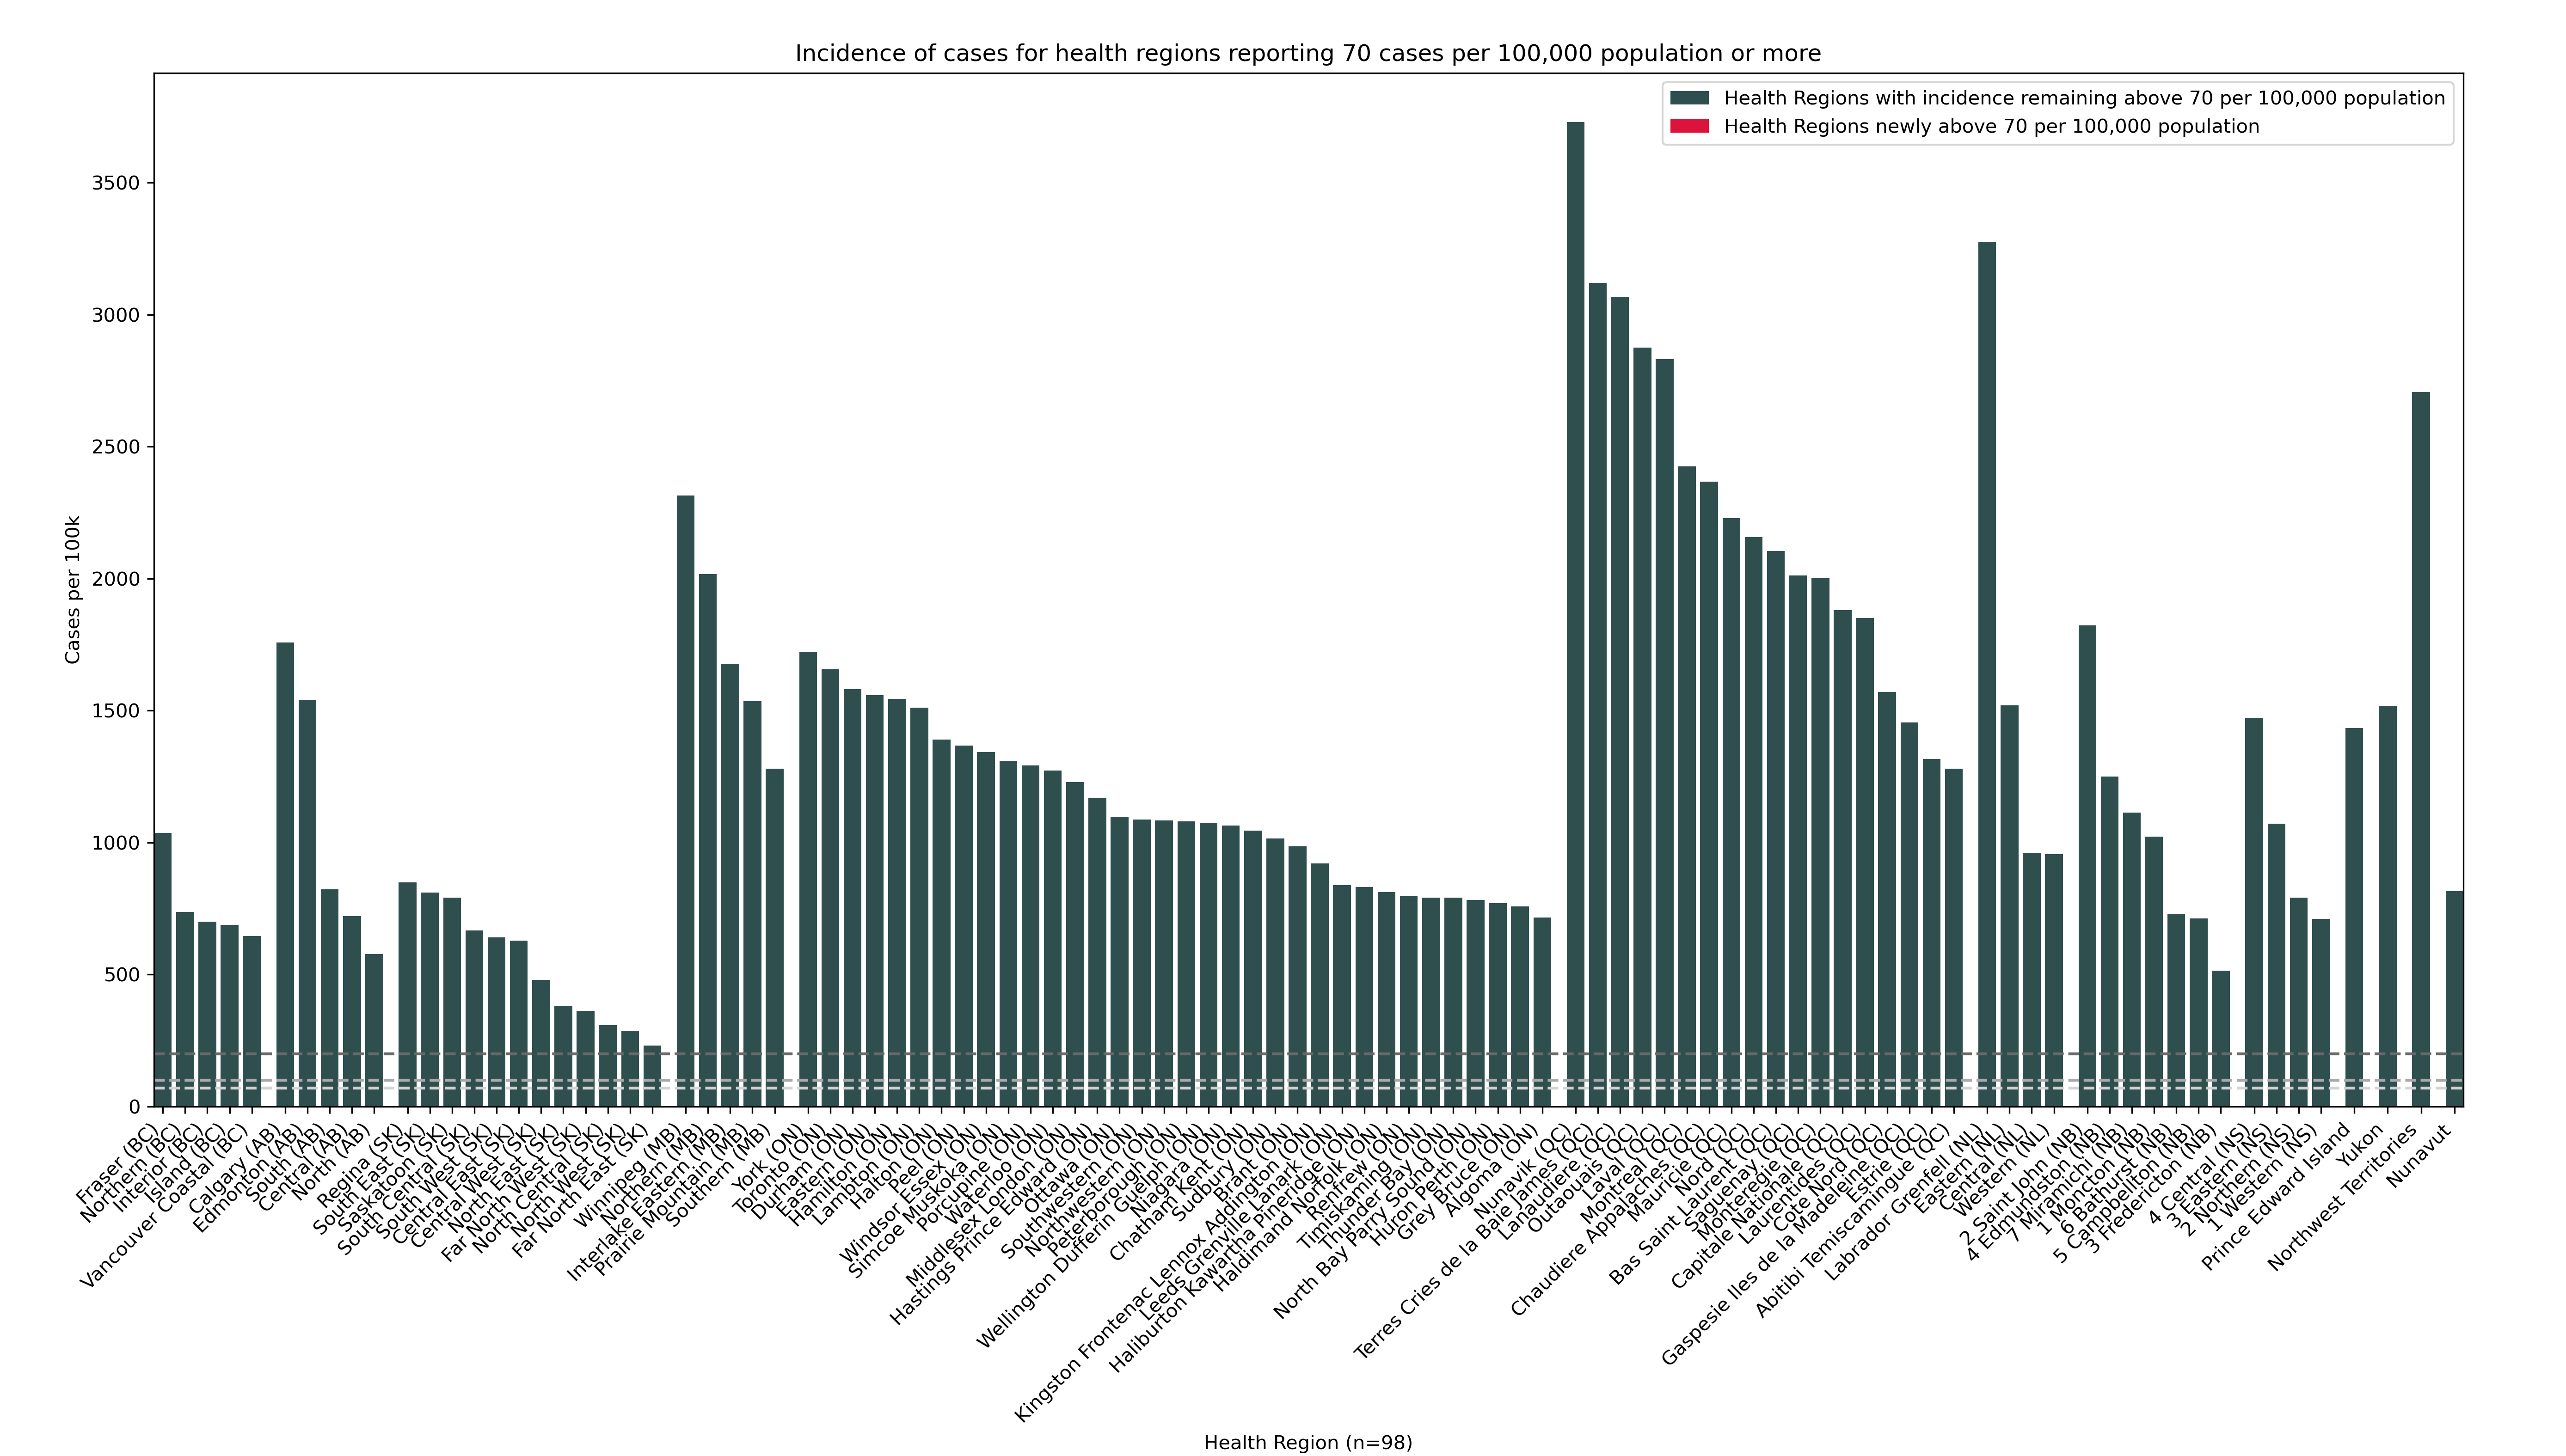 Incidence of cases for health regions reporting 70 cases per 100,000 population or more
Health Regions with incidence remaining above 70 per 100,000 population
Health Regions newly above 70 per 100,000 population
Cases per 100k
3500
3000
2500
2000
1500
1000
500
0
Fraser (BC)
Northern (BC)
Interior (BC)
Island (BC)
Vancouver Coastal (BC)
Calgary (AB)
Edmonton (AB)
South (AB)
Central (AB)
North (AB)
Regina (SK)
South East (SK)
Saskatoon (SK)
South Central (SK)
South West (SK)
Central East (SK)
Central West (SK)
North East (SK)
Far North West (SK)
North Central (SK)
North West (SK)
Far North East (SK)
Winnipeg (MB)
Northern (MB)
Interlake Eastern (MB)
Prairie Mountain (MB)
Southern (MB)
York (ON)
Toronto (ON)
Durham (ON)
Eastern (ON)
Hamilton (ON)
Lampton (ON)
Halton (ON)
Peel (ON)
Windsor Essex (ON)
Simcoe Muskoka (ON)
Porcupine (ON)
Waterloo (ON)
Middlesex London (ON)
Hastings Prince Edward (ON)
Ottawa (ON)
Southwestern (ON)
Northwestern (ON)
Peterborough (ON)
Wellington Dufferin Guelph (ON)
Niagara (ON)
Chatham Kent (ON)
Sudbury (ON)
Brant (ON)
Kingston Frontenac Lennox Addington (ON)
Leeds Grenville Lanark (ON)
Haliburton Kawartha Pineridge (ON)
Haldimand Norfolk (ON)
Renfrew (ON)
Timiskaming (ON)
Thunder Bay (ON)
North Bay Parry Sound (ON)
Huron Perth (ON)
Grey Bruce (ON)
Algoma (ON)
Nunavik (QC)
Terres Cries de la Baie James (QC)
Lanaudiere (QC)
Outaouais (QC)
Laval (QC)
Montreal (QC)
Chaudiere Appalaches (QC)
Mauricie (QC)
Nord (QC)
Bas Saint Laurent (QC)
Saguenay (QC)
Monteregie (QC)
Capitale Nationale (QC)
Laurentides (QC)
Cote Nord (QC)
Gaspesie Iles de la Madeleine (QC)
Estrie (QC)
Abitibi Temiscamingue (QC)
Labrador Grenfell (NL)
Eastern (NL)
Central (NL)
Western (NL)
2 Saint John (NB)
4 Edmundston (NB)
7 Miramichi (NB)
1 Moncton (NB)
6 Bathurst (NB)
5 Campbellton (NB)
3 Fredericton (NB)
4 Central (NS)
3 Eastern (NS)
2 Northern (NS)
1 Western (NS)
Prince Edward Island
Yukon
Northwest Territories
Nunavut
Health Region (n=98)